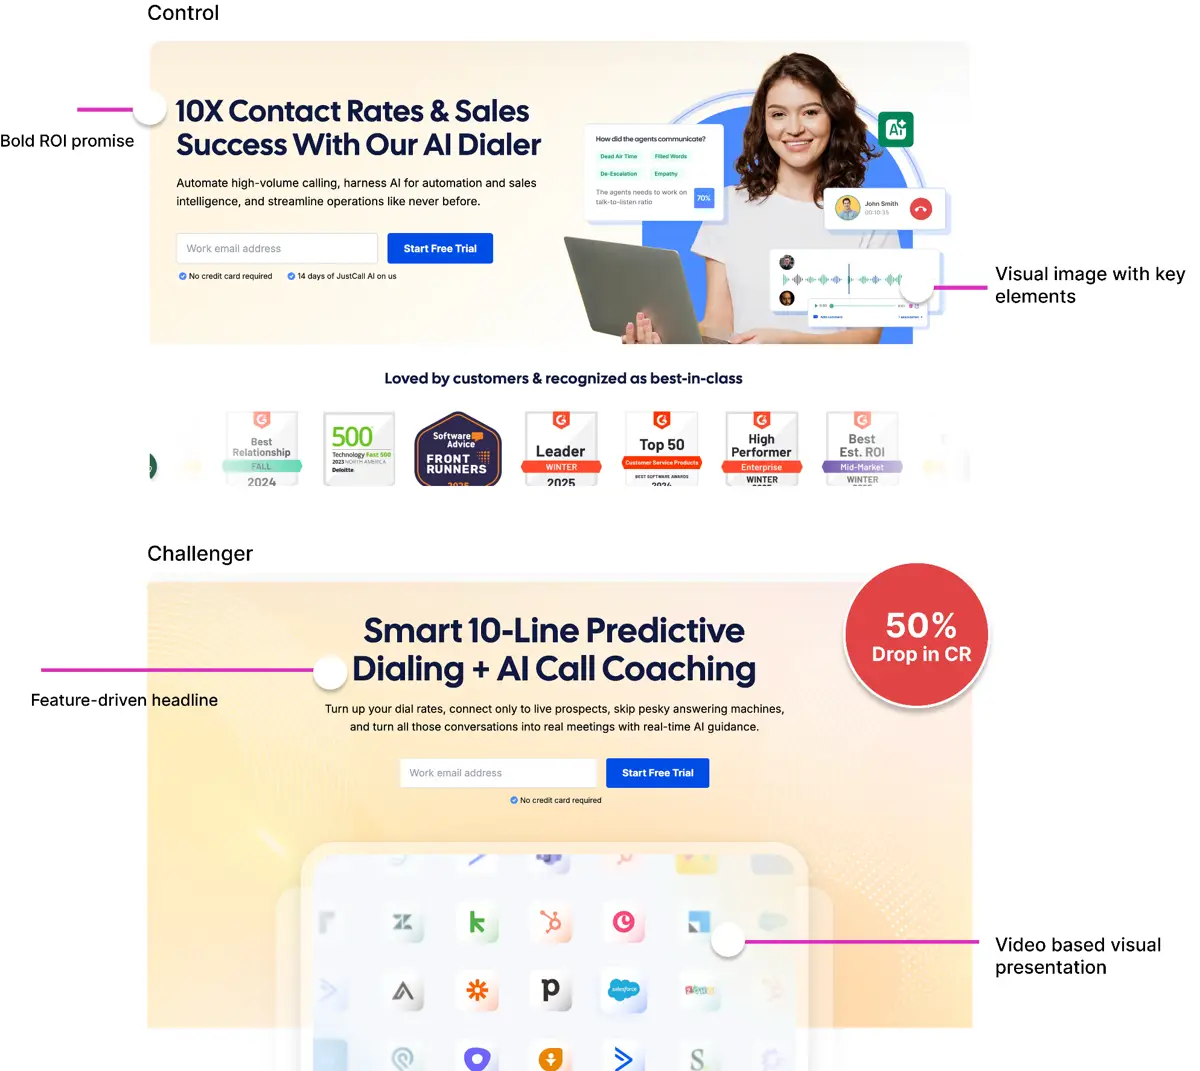 Control
Bold ROI promise
10X Contact Rates & Sales
Success With Our AI Dialer
Automate high-volume calling, harness AI for automation and sales
intelligence, and streamline operations like never before.
Work email address
Start Free Trial
No credit card required
14 days of JustCall AI on us
How did the agents communicate?
Dead Air Time
Filled Words
De-Escalation
Empathy
The agents needs to work on
talk-to-listen ratio
70%
Ai
John Smith
00:10:35
Visual image with key
elements
Loved by customers & recognized as best-in-class
Best
Relationship
FALL
2024
500
Technology Fast 500
2023 NORTH AMERICA
Deloitte
Software
Advice
FRONT
RUNNERS
2025
Leader
WINTER
2025
Top 50
Customer Service Products
BEST SOFTWARE AWARDS
2024
High
Performer
Enterprise
WINTER
Best
Est. ROI
Mid-Market
WINTER
Challenger
50%
Drop in CR
Smart 10-Line Predictive
Dialing + AI Call Coaching
Feature-driven headline
Turn up your dial rates, connect only to live prospects, skip pesky answering machines,
and turn all those conversations into real meetings with real-time AI guidance.
Work email address
Start Free Trial
No credit card required
Video based visual
presentation
salesforce